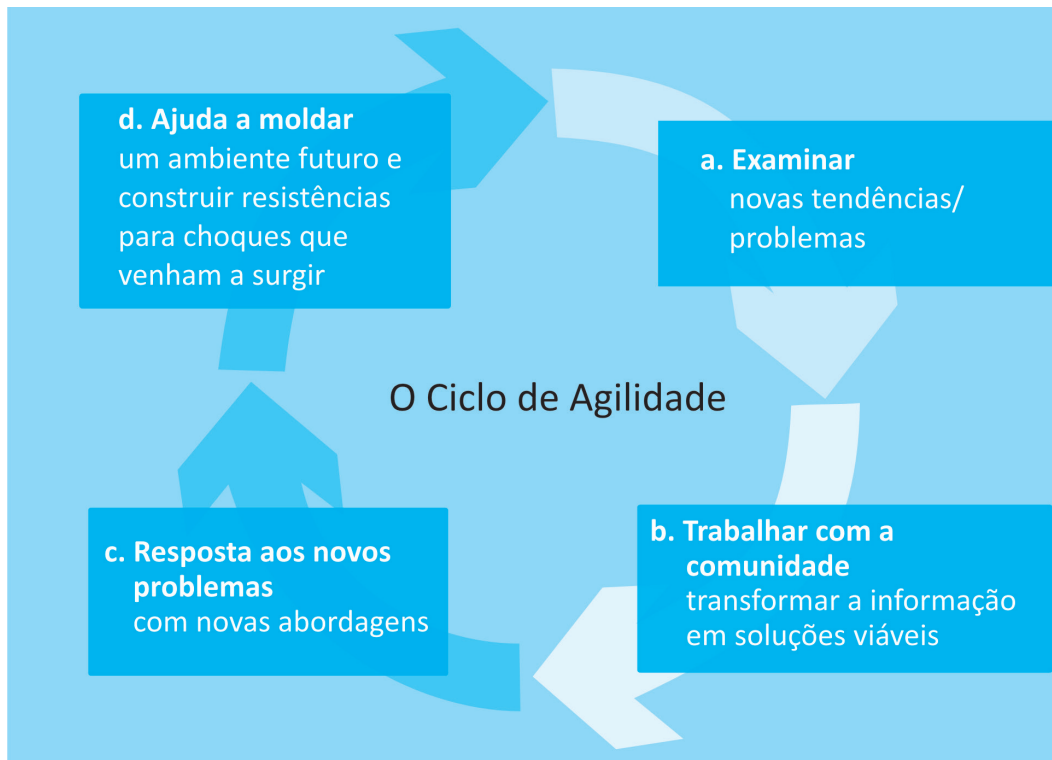 d. Ajuda a moldar
um ambiente futuro e
construir resistências
para choques que
venham a surgir
a. Examinar
novas tendências/
problemas
O Ciclo de Agilidade
c. Resposta aos novos
problemas
com novas abordagens
b. Trabalhar com a
comunidade
transformar a informação
em soluções viáveis